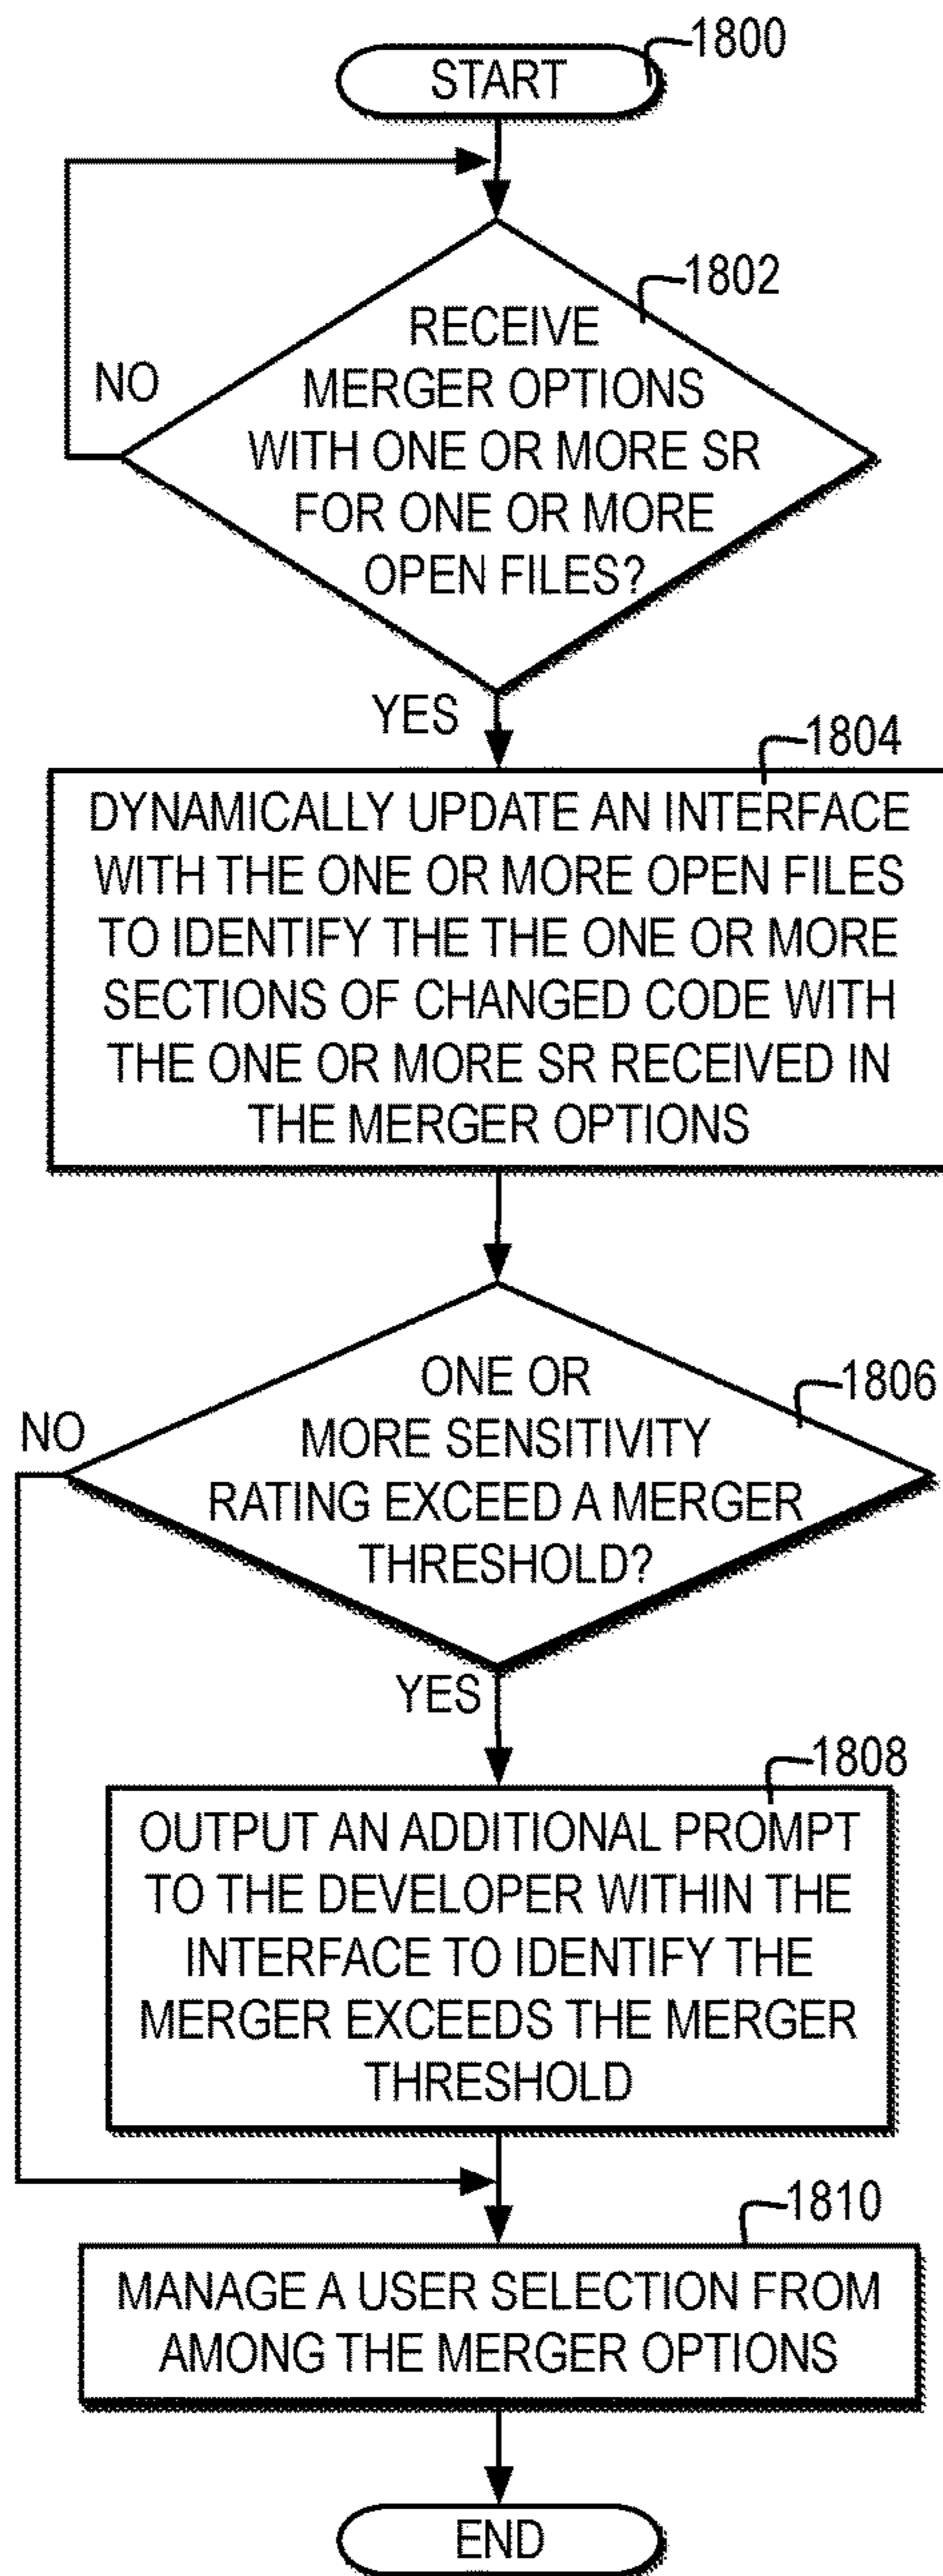 1800
START
1802
RECEIVE
MERGER OPTIONS
WITH ONE OR MORE SR
FOR ONE OR MORE
OPEN FILES?
NO
YES
1804
DYNAMICALLY UPDATE AN INTERFACE
WITH THE ONE OR MORE OPEN FILES
TO IDENTIFY THE THE ONE OR MORE
SECTIONS OF CHANGED CODE WITH
THE ONE OR MORE SR RECEIVED IN
THE MERGER OPTIONS
1806
ONE OR
MORE SENSITIVITY
RATING EXCEED A MERGER
THRESHOLD?
NO
YES
1808
OUTPUT AN ADDITIONAL PROMPT
TO THE DEVELOPER WITHIN THE
INTERFACE TO IDENTIFY THE
MERGER EXCEEDS THE MERGER
THRESHOLD
1810
MANAGE A USER SELECTION FROM
AMONG THE MERGER OPTIONS
END